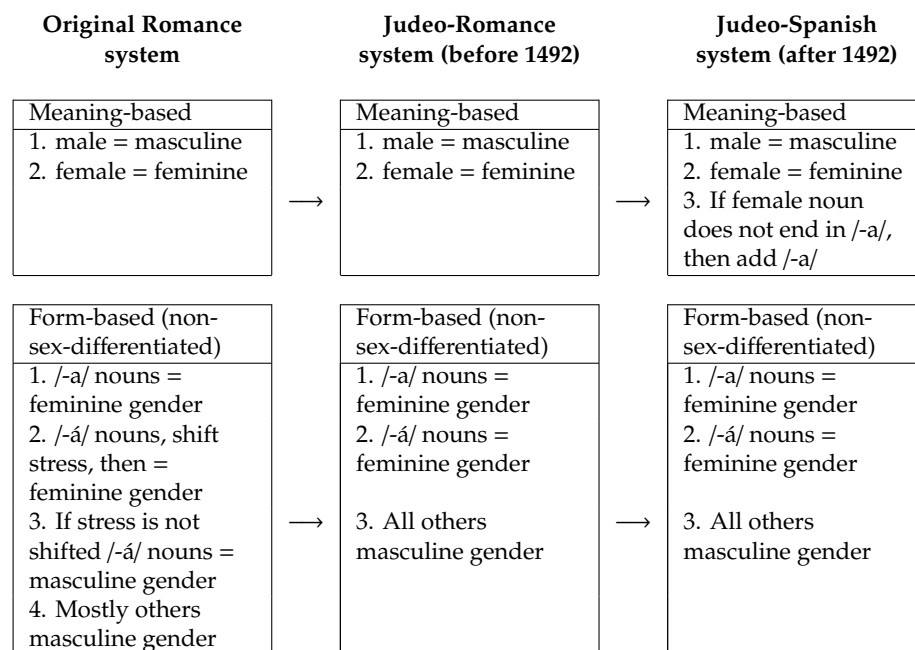 Original Romance
system
Judeo-Romance
system (before 1492)
Judeo-Spanish
system (after 1492)
Meaning-based
1. male = masculine
2. female = feminine
⟶
Meaning-based
1. male = masculine
2. female = feminine
⟶
Meaning-based
1. male = masculine
2. female = feminine
3. If female noun
does not end in /-a/,
then add /-a/
Form-based (non-
sex-differentiated)
1. /-a/ nouns =
feminine gender
2. /-á/ nouns, shift
stress, then =
feminine gender
3. If stress is not
shifted /-á/ nouns =
masculine gender
4. Mostly others
masculine gender
⟶
Form-based (non-
sex-differentiated)
1. /-a/ nouns =
feminine gender
2. /-á/ nouns =
feminine gender
3. All others
masculine gender
⟶
Form-based (non-
sex-differentiated)
1. /-a/ nouns =
feminine gender
2. /-á/ nouns =
feminine gender
3. All others
masculine gender